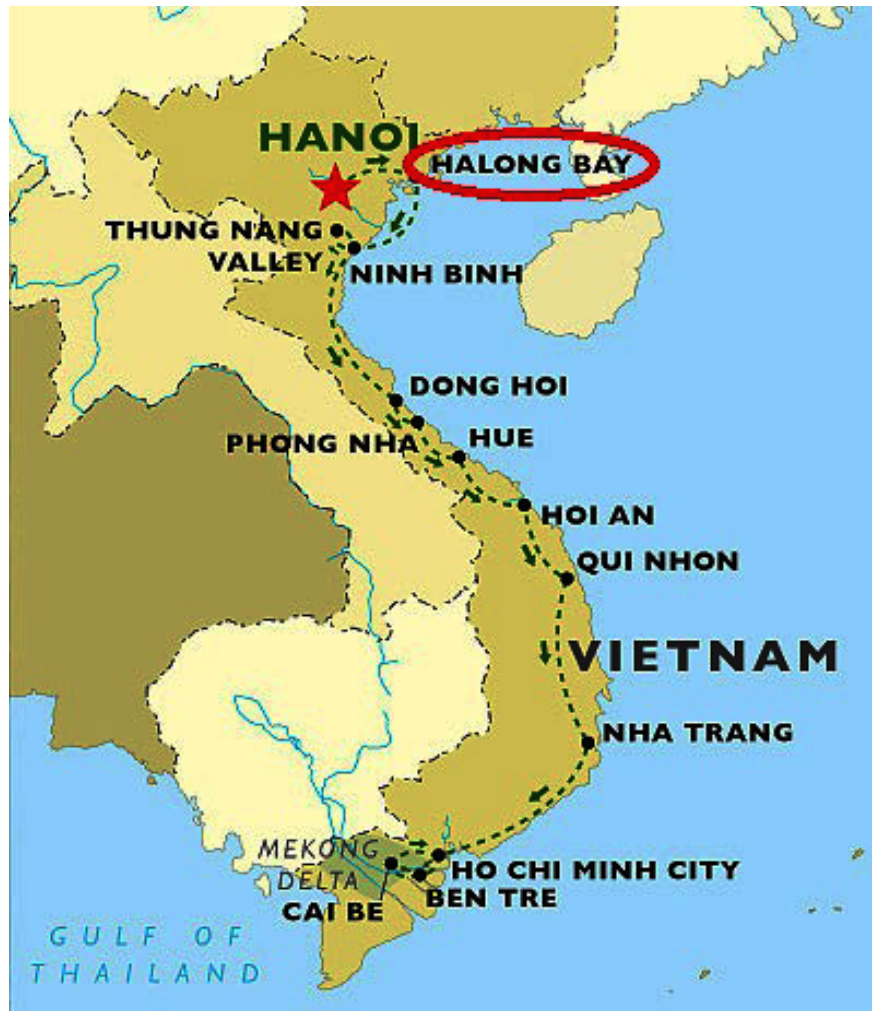 HANOI
HALONG BAY
THUNG NANG
VALLEY
NINH BINH
DONG HOI
PHONG NHA
HUE
HOI AN
QUI NHON
VIETNAM
NHA TRANG
MEKONG
DELTA
HO CHI MINH CITY
BEN TRE
CAI BE
GULF OF
THAILAND